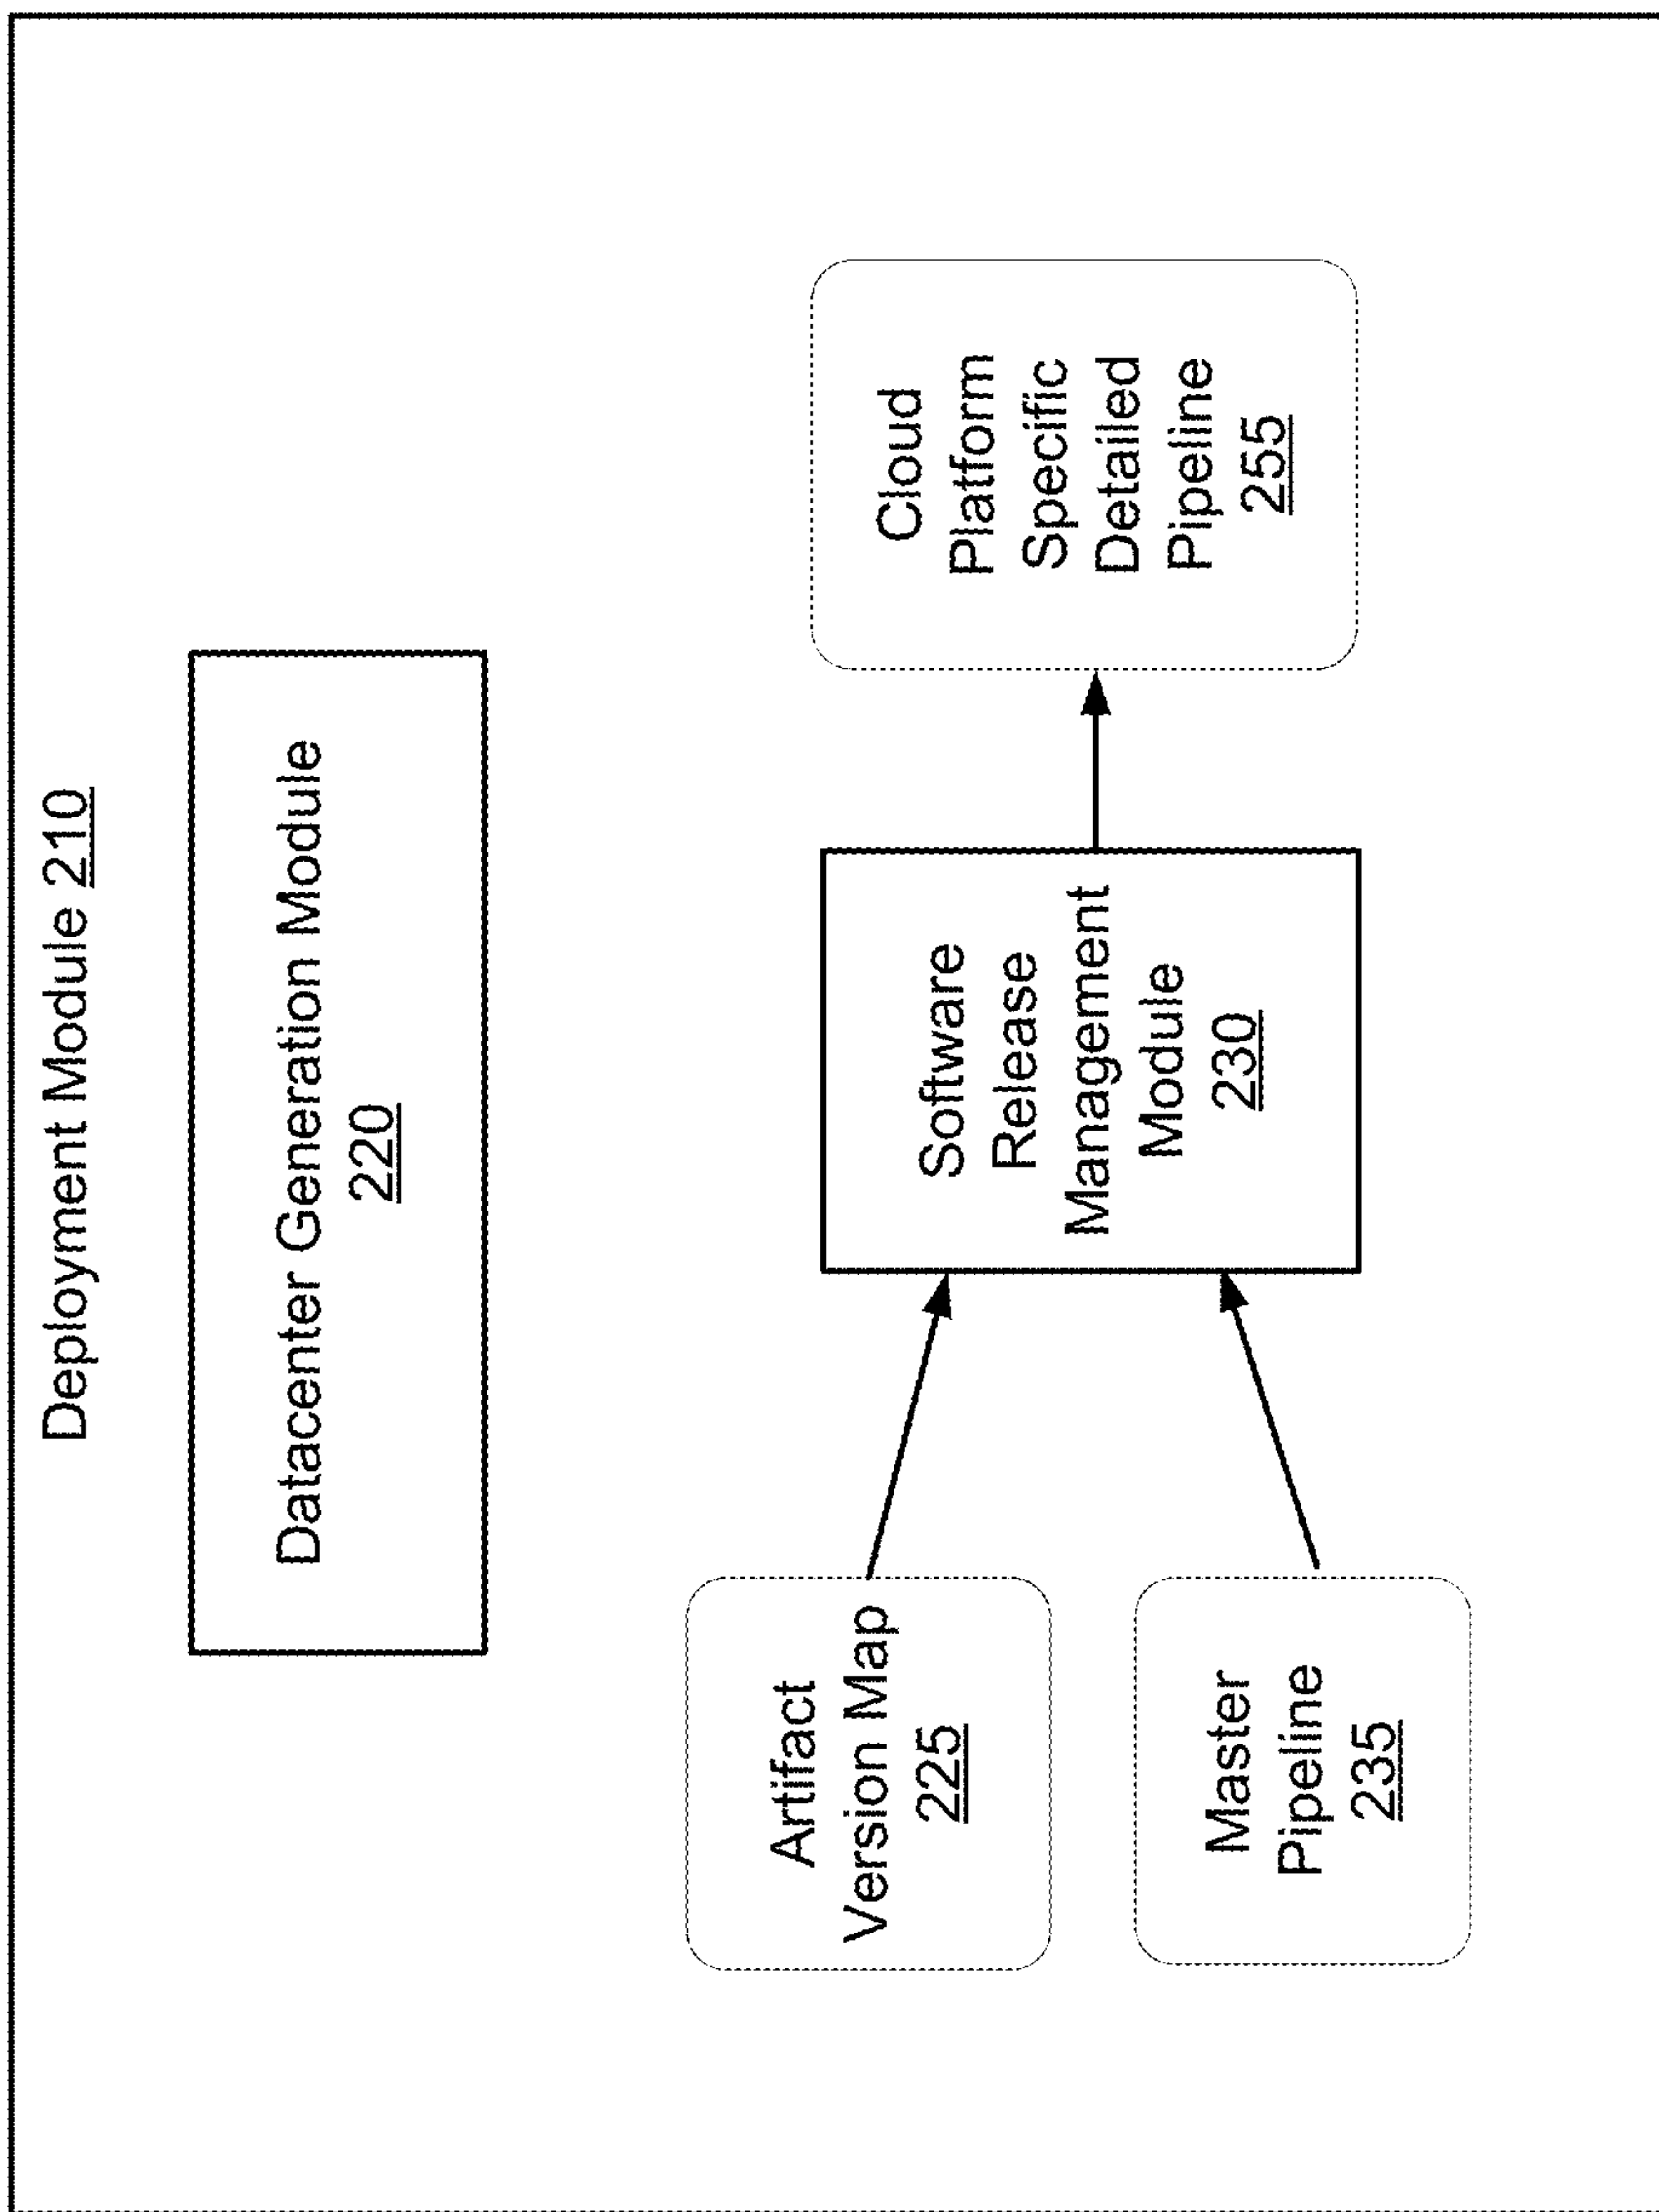 Deployment Module 210
Datacenter Generation Module
220
Artifact
Version Map
225
Master
Pipeline
235
Software
Release
Management
Module
230
Cloud
Platform
Specific
Detailed
Pipeline
255